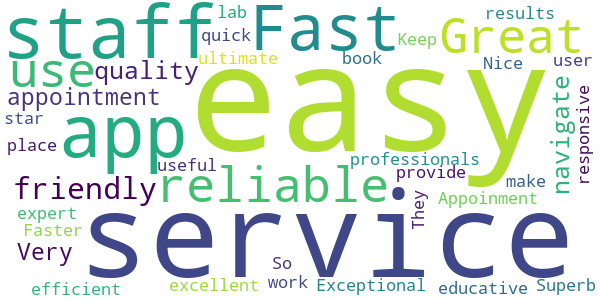 staff
lab
Fast
results
quick
Keep
Great
use
quality
ultimate
book
Nice
user
appointment
easy
star
app
navigate
responsive
place
useful
professionals
friendly
reliable
provide
make
expert
They
Appoinment
Faster
service
Very
So
efficient
excellent
work
Exceptional
educative
Superb